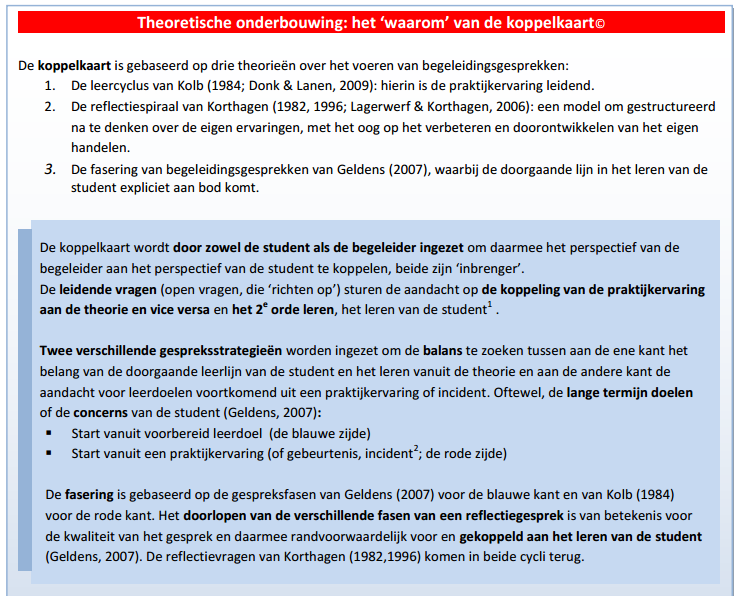 Theoretische onderbouwing: het ‘waarom’ van de koppelkaart©
De koppelkaart is gebaseerd op drie theorieën over het voeren van begeleidingsgesprekken:
1. De leercyclus van Kolb (1984; Donk & Lanen, 2009): hierin is de praktijkervaring leidend.
2. De reflectiespiraal van Korthagen (1982, 1996; Lagerwerf & Korthagen, 2006): een model om gestructureerd
na te denken over de eigen ervaringen, met het oog op het verbeteren en doorontwikkelen van het eigen
handelen.
3. De fasering van begeleidingsgesprekken van Geldens (2007), waarbij de doorgaande lijn in het leren van de
student expliciet aan bod komt.
De koppelkaart wordt door zowel de student als de begeleider ingezet om daarmee het perspectief van de
begeleider aan het perspectief van de student te koppelen, beide zijn ‘inbrenger’.
De leidende vragen (open vragen, die ‘richten op’) sturen de aandacht op de koppeling van de praktijkervaring
aan de theorie en vice versa en het 2e orde leren, het leren van de student1 .
Twee verschillende gespreksstrategieën worden ingezet om de balans te zoeken tussen aan de ene kant het
belang van de doorgaande leerlijn van de student en het leren vanuit de theorie en aan de andere kant de
aandacht voor leerdoelen voortkomend uit een praktijkervaring of incident. Oftewel, de lange termijn doelen
of de concerns van de student (Geldens, 2007):
▪ Start vanuit voorbereid leerdoel (de blauwe zijde)
▪ Start vanuit een praktijkervaring (of gebeurtenis, incident2; de rode zijde)
De fasering is gebaseerd op de gespreksfasen van Geldens (2007) voor de blauwe kant en van Kolb (1984)
voor de rode kant. Het doorlopen van de verschillende fasen van een reflectiegesprek is van betekenis voor
de kwaliteit van het gesprek en daarmee randvoorwaardelijk voor en gekoppeld aan het leren van de student
(Geldens, 2007). De reflectievragen van Korthagen (1982,1996) komen in beide cycli terug.